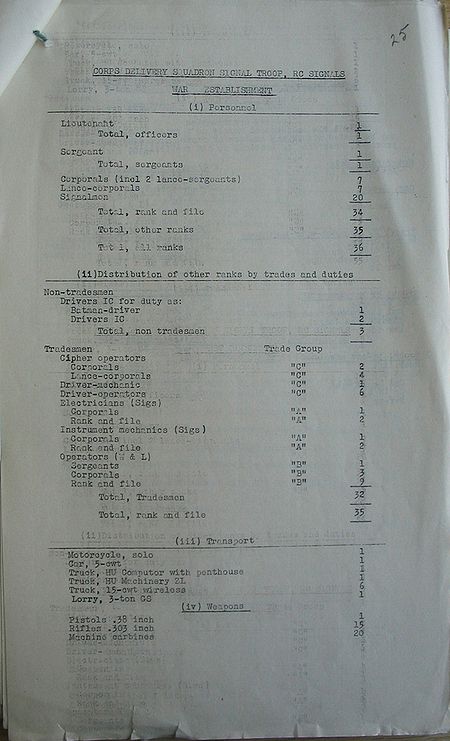 25
CORPS DELIVERY SQUADRON SIGNAL TROOP, RC SIGNALS
WAR ESTABLISHMENT
(i) Personnel
Lieutenant 1
Total, officers 1
Sergeant 1
Total, sergeants 1
Corporals (incl 2 lance-sergeants) 7
Lance-corporals 7
Signalmen 20
Total, rank and file 34
Total, other ranks 35
Total, all ranks 36
(ii)Distribution of other ranks by trades and duties
Non-tradesmen
Drivers IC for duty as:
Batman-driver 1
Drivers IC 2
Total, non tradesmen 3
Tradesmen Trade Group
Cipher operators
Corporals "C" 2
Lance-corporals "C" 4
Driver-mechanic "C" 1
Driver-operators "C" 6
Electricians (Sigs)
Corporals "A" 1
Rank and file "A" 2
Instrument mechanics (Sigs)
Corporals "A" 1
Rank and file "A" 2
Operators (W & L)
Sergeants "B" 1
Corporals "B" 3
Rank and file "B" 9
Total, Tradesmen 32
Total, rank and file 35
(iii) Transport
Motorcycle, solo 1
Car, 5-cwt 1
Truck, HU Computor with penthouse 1
Truck, HU Machinery ZL 1
Truck, 15-cwt wireless 6
Lorry, 3-ton GS 1
(iv) Weapons
Pistols .38 inch 1
Rifles .303 inch 15
Machine carbines 20